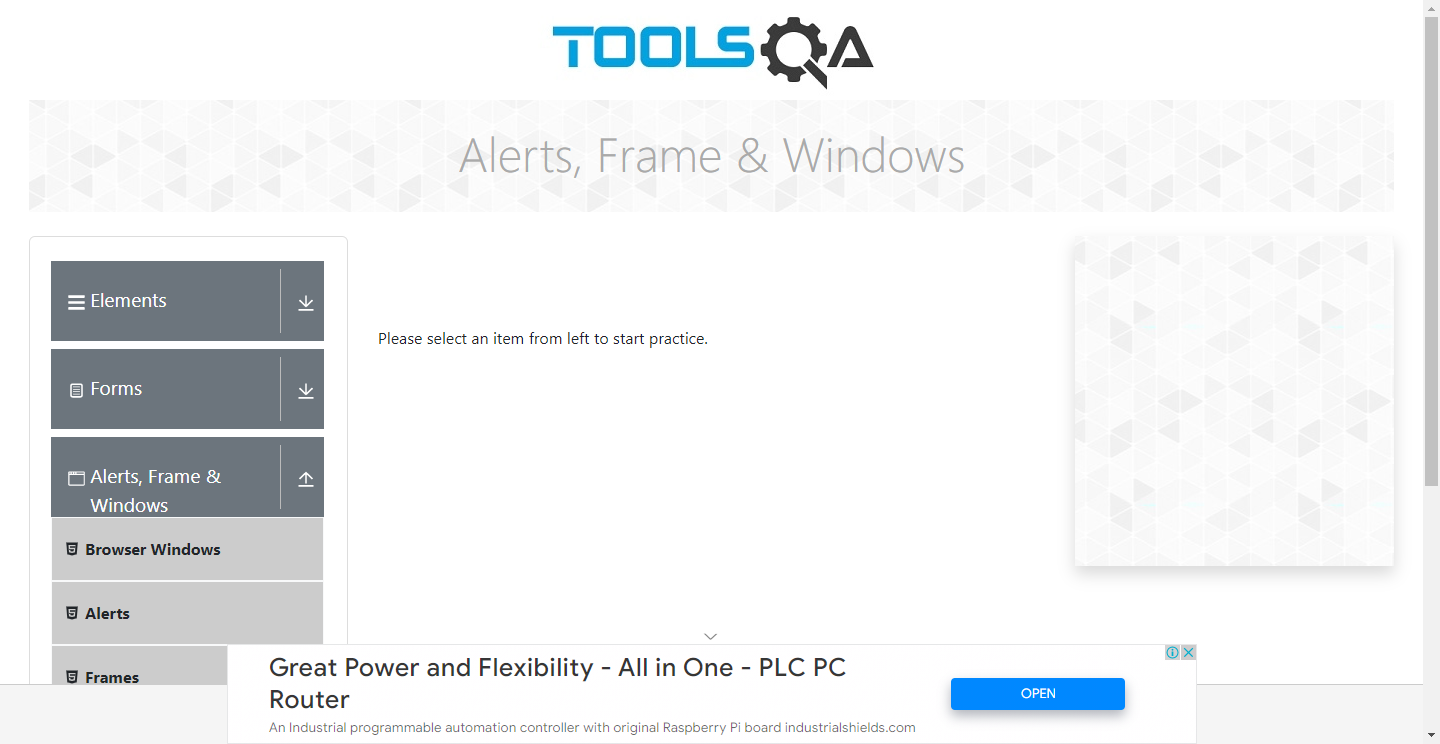 TOOLSQA
Alerts, Frame & Windows
Elements
Forms
Alerts, Frame &
Windows
Browser Windows
Alerts
Frames
Please select an item from left to start practice.
Great Power and Flexibility - All in One - PLC PC
Router
An Industrial programmable automation controller with original Raspberry Pi board industrialshields.com
OPEN